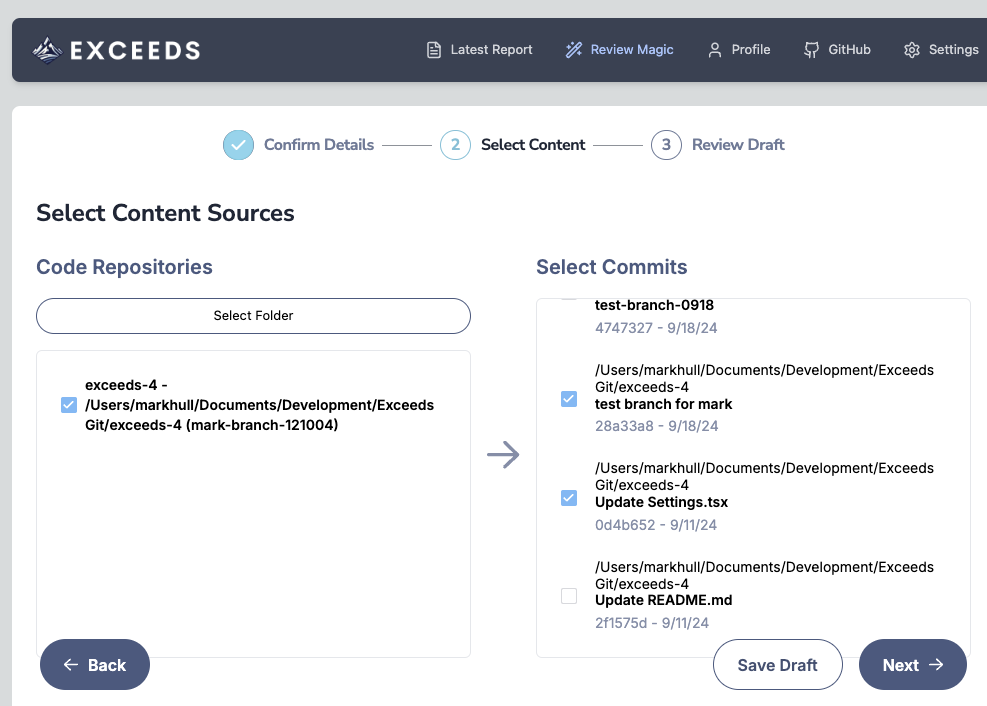 EXCEEDS
Latest Report
Review Magic
Profile
GitHub
Settings
Confirm Details
2
Select Content
3
Review Draft
Select Content Sources
Code Repositories
Select Folder
exceeds-4 -
/Users/markhull/Documents/Development/Exceeds
Git/exceeds-4 (mark-branch-121004)
Select Commits
test-branch-0918
4747327 - 9/18/24
/Users/markhull/Documents/Development/Exceeds
Git/exceeds-4
test branch for mark
28a33a8 - 9/18/24
/Users/markhull/Documents/Development/Exceeds
Git/exceeds-4
Update Settings.tsx
0d4b652 - 9/11/24
/Users/markhull/Documents/Development/Exceeds
Git/exceeds-4
Update README.md
2f1575d - 9/11/24
Back
Save Draft
Next